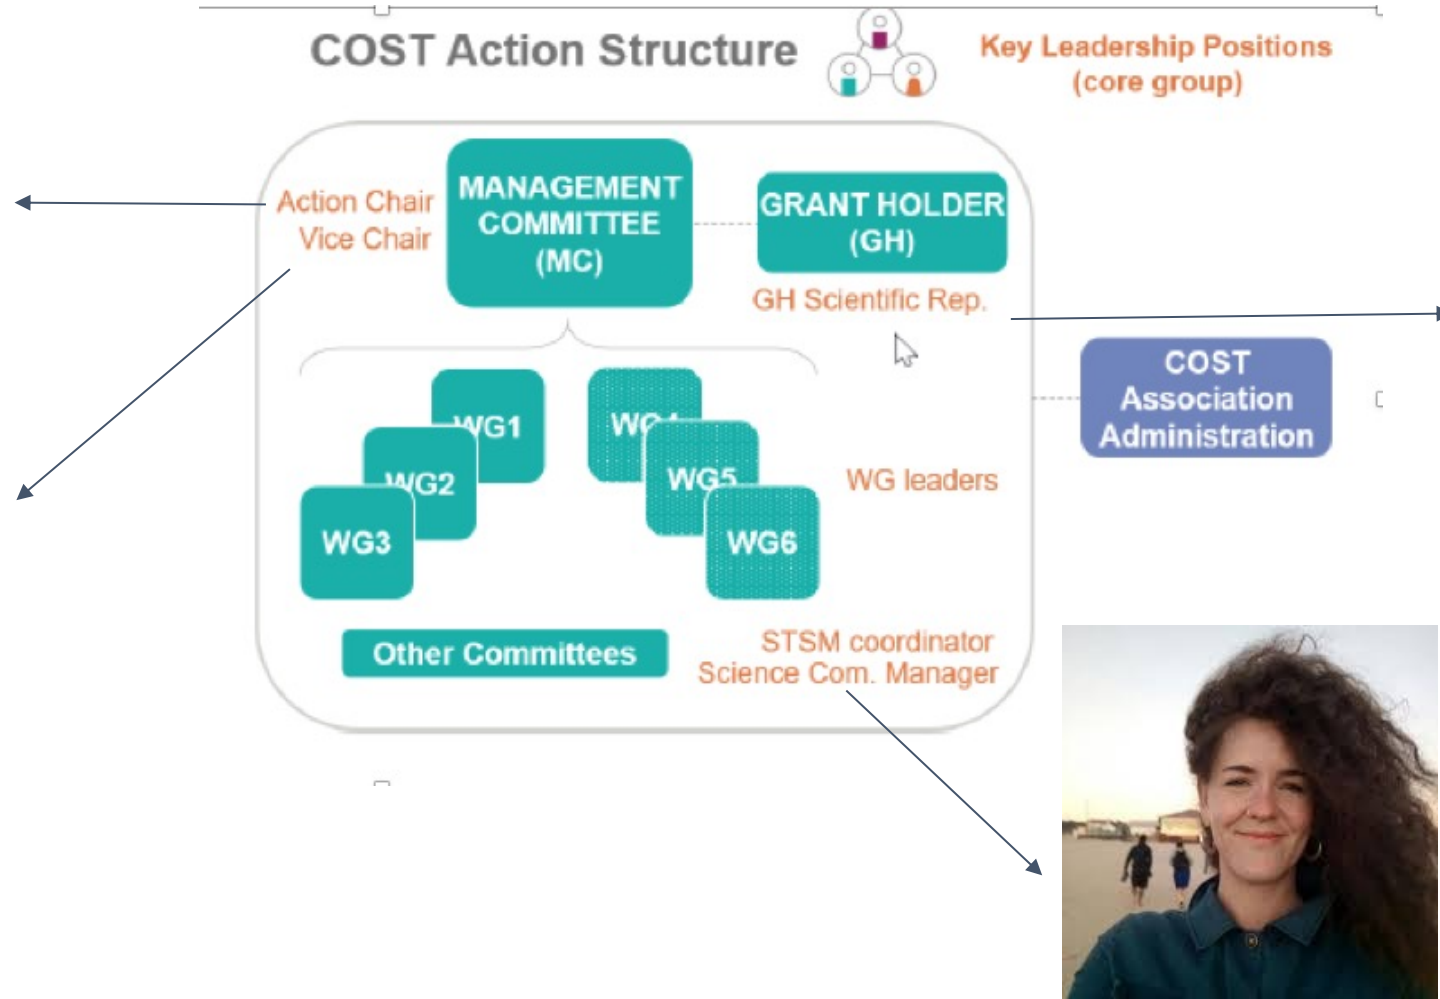 COST Action Structure
Key Leadership Positions
(core group)
Action Chair
Vice Chair
MANAGEMENT
COMMITTEE
(MC)
GRANT HOLDER
(GH)
GH Scientific Rep.
COST
Association
Administration
WG1
WG2
WG3
WG4
WG5
WG6
WG leaders
Other Committees
STSM coordinator
Science Com. Manager